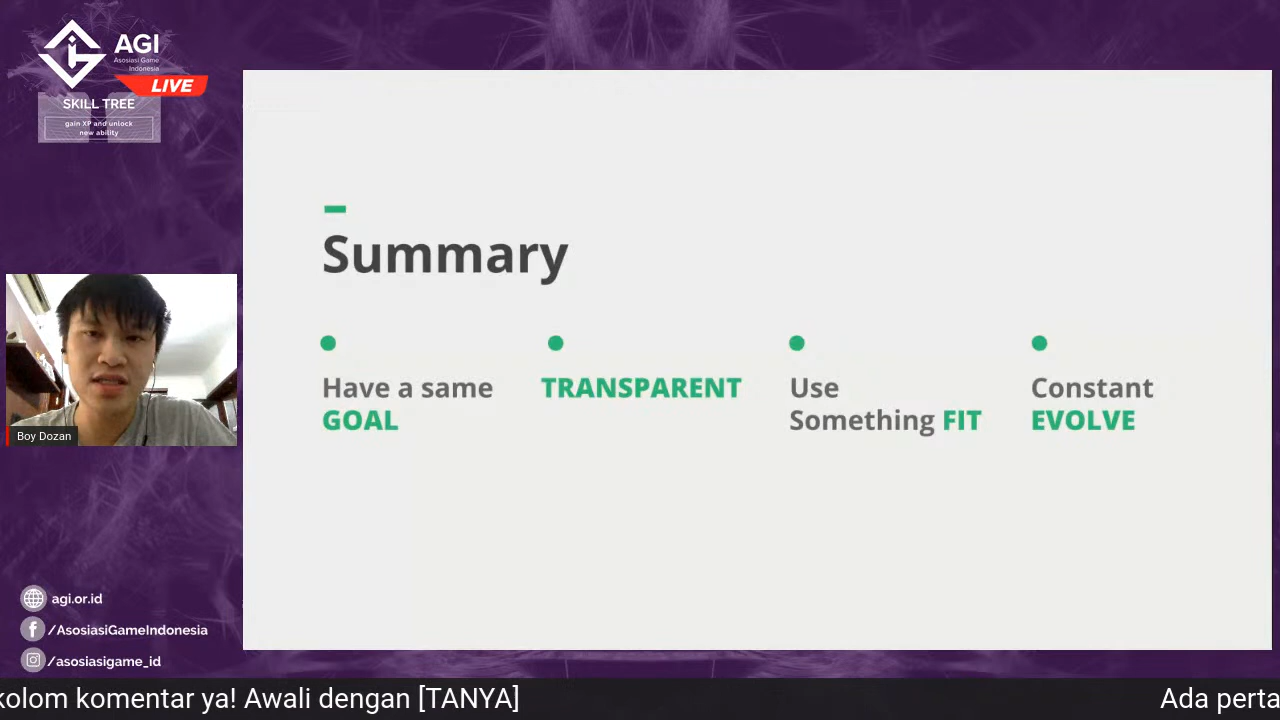 AGI
Asosiasi Game
Indonesia
LIVE
SKILL TREE
gain XP and unlock
new ability
Summary
Have a same
GOAL
TRANSPARENT
Use
Something FIT
Constant
EVOLVE
Boy Dozan
agi.or.id
/AsosiasiGameIndonesia
/asosiasigame_id
kolom komentar ya! Awali dengan [TANYA]
Ada perta